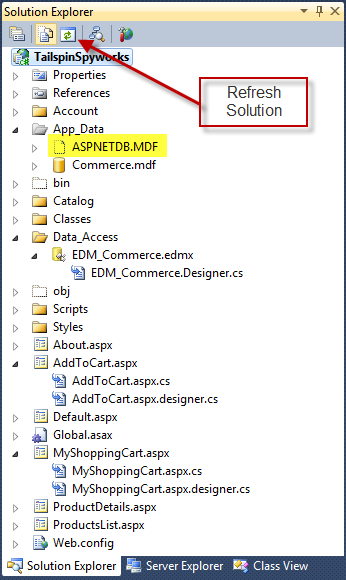 Solution Explorer
TailspinSpyworks
Properties
References
Account
App_Data
ASPNETDB.MDF
Commerce.mdf
bin
Catalog
Classes
Data_Access
EDM_Commerce.edmx
EDM_Commerce.Designer.cs
obj
Scripts
Styles
About.aspx
AddToCart.aspx
AddToCart.aspx.cs
AddToCart.aspx.designer.cs
Default.aspx
Global.asax
MyShoppingCart.aspx
MyShoppingCart.aspx.cs
MyShoppingCart.aspx.designer.cs
ProductDetails.aspx
ProductsList.aspx
Web.config
Refresh
Solution
Solution Explorer Server Explorer Class View